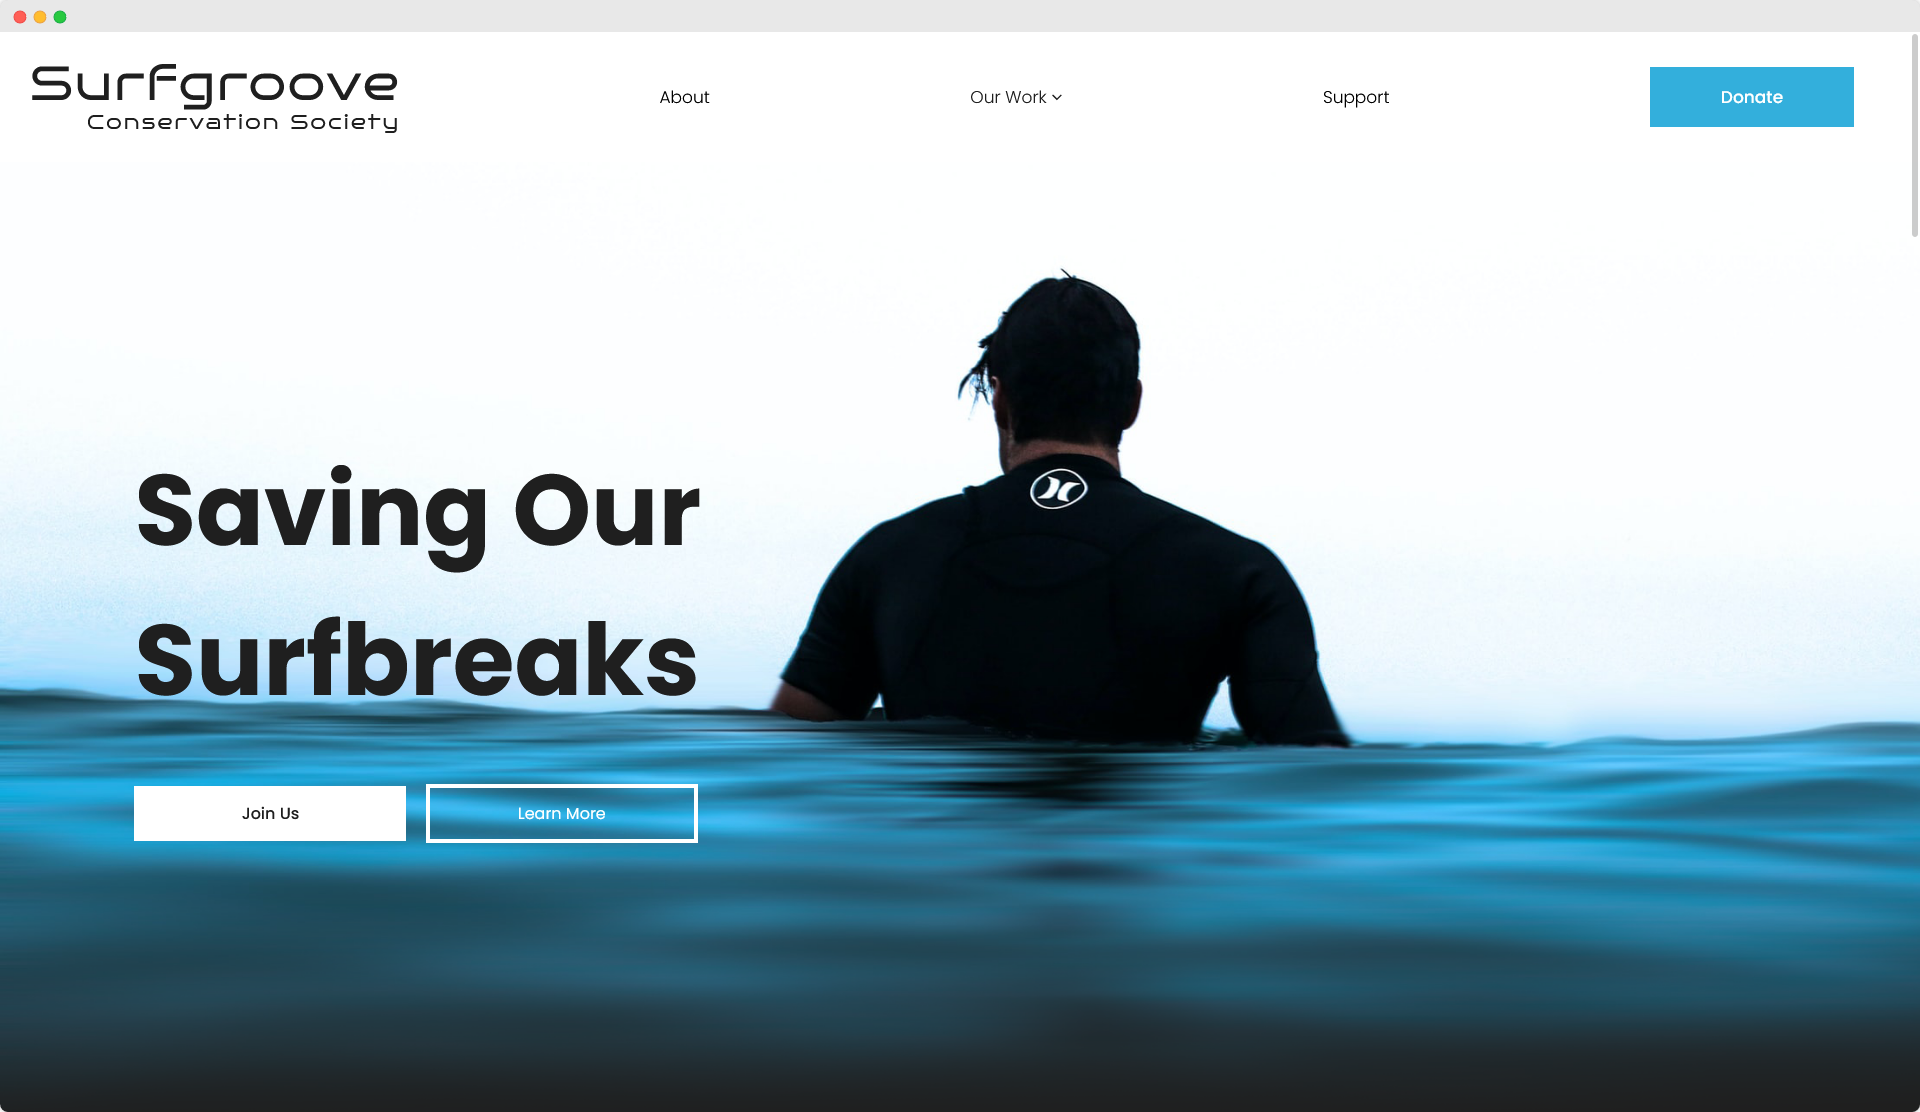 Surfgroove
Conservation Society
About
Our Work
Support
Donate
Saving Our
Surfbreaks
Join Us
Learn More